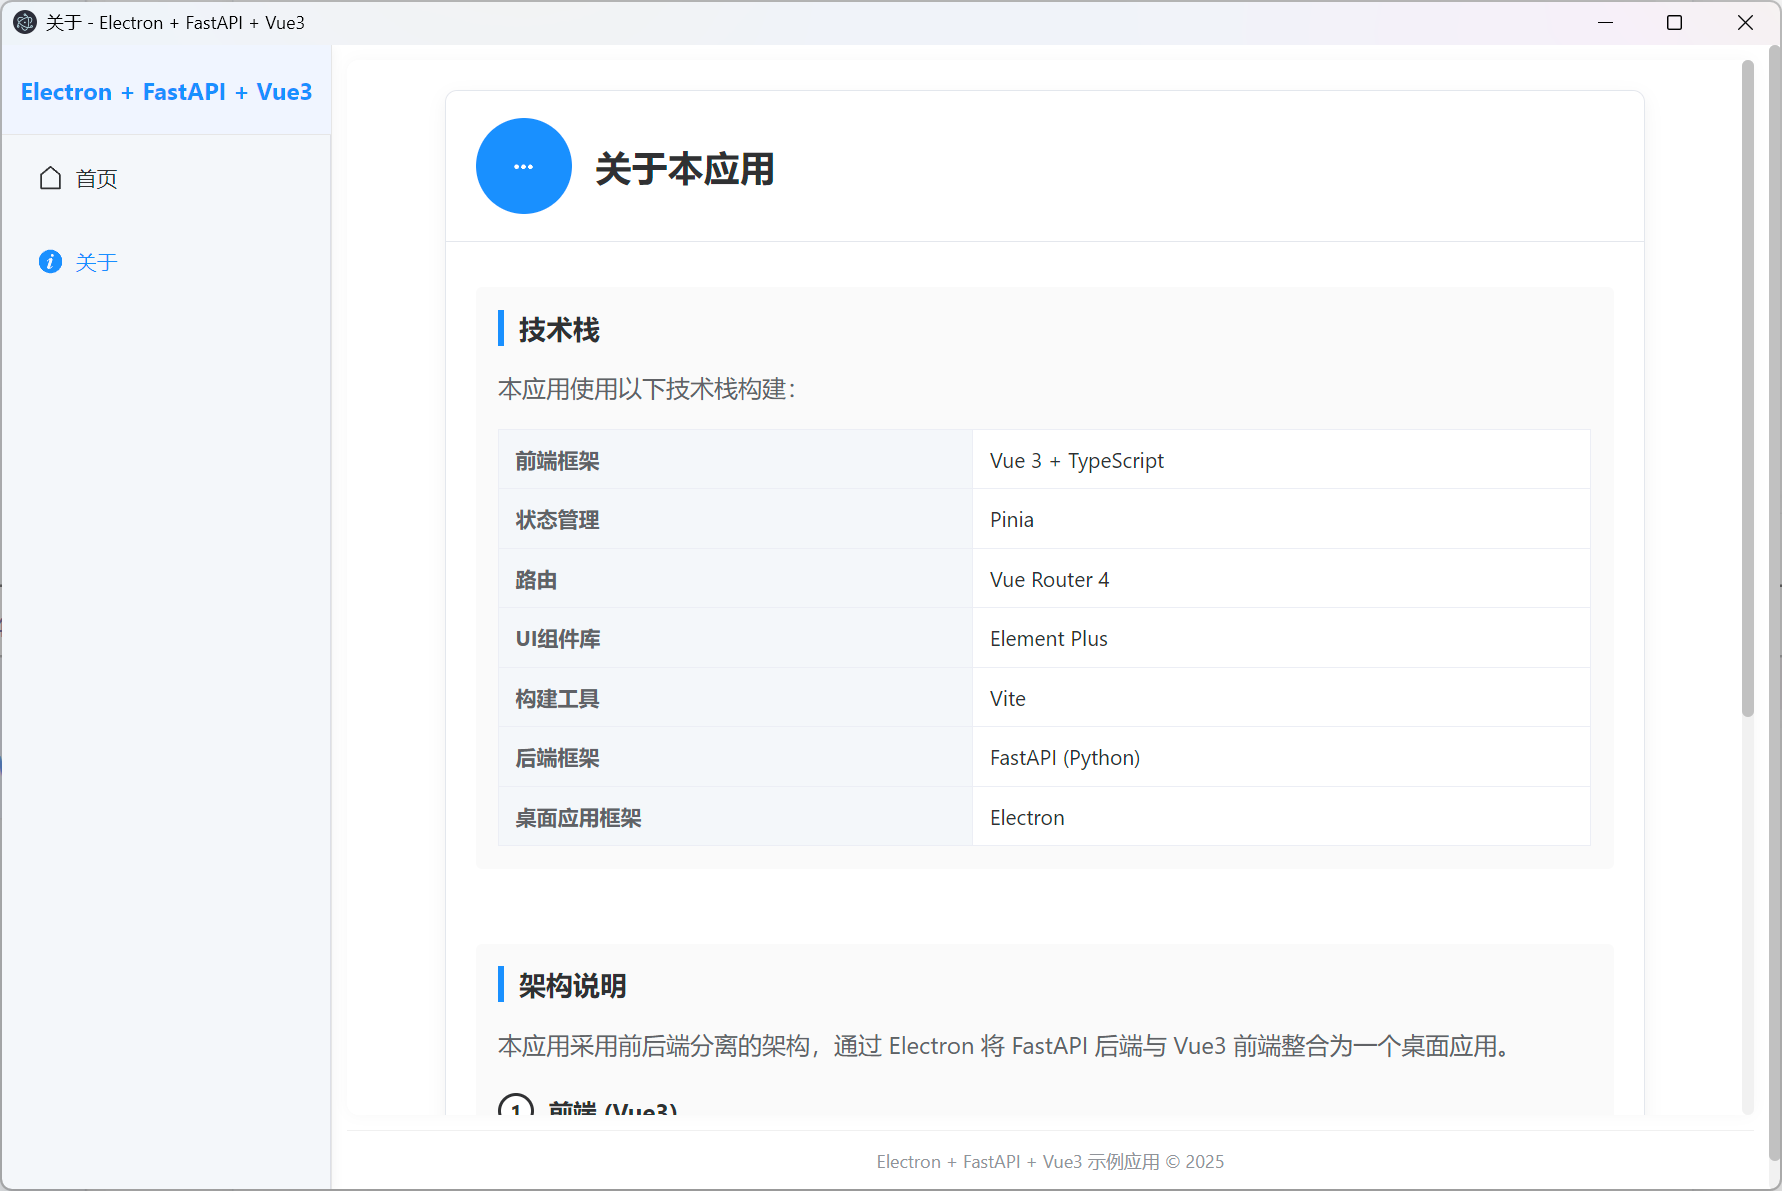 关于 - Electron + FastAPI + Vue3
Electron + FastAPI + Vue3
首页
关于
关于本应用
技术栈
本应用使用以下技术栈构建：
前端框架 Vue 3 + TypeScript
状态管理 Pinia
路由 Vue Router 4
UI组件库 Element Plus
构建工具 Vite
后端框架 FastAPI (Python)
桌面应用框架 Electron
架构说明
本应用采用前后端分离的架构，通过 Electron 将 FastAPI 后端与 Vue3 前端整合为一个桌面应用。
1 前端 (Vue3)
Electron + FastAPI + Vue3 示例应用 © 2025